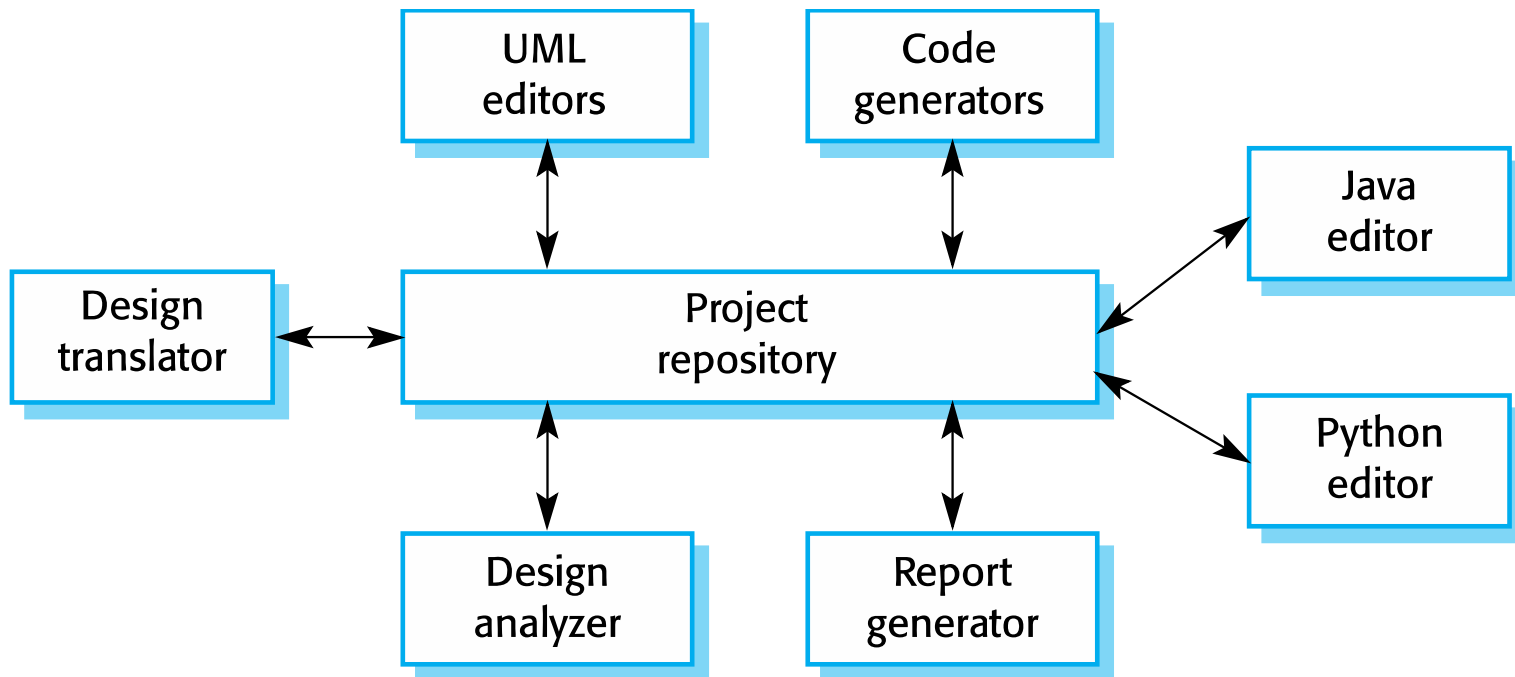 UML
editors
Code
generators
Java
editor
Design
translator
Project
repository
Python
editor
Design
analyzer
Report
generator